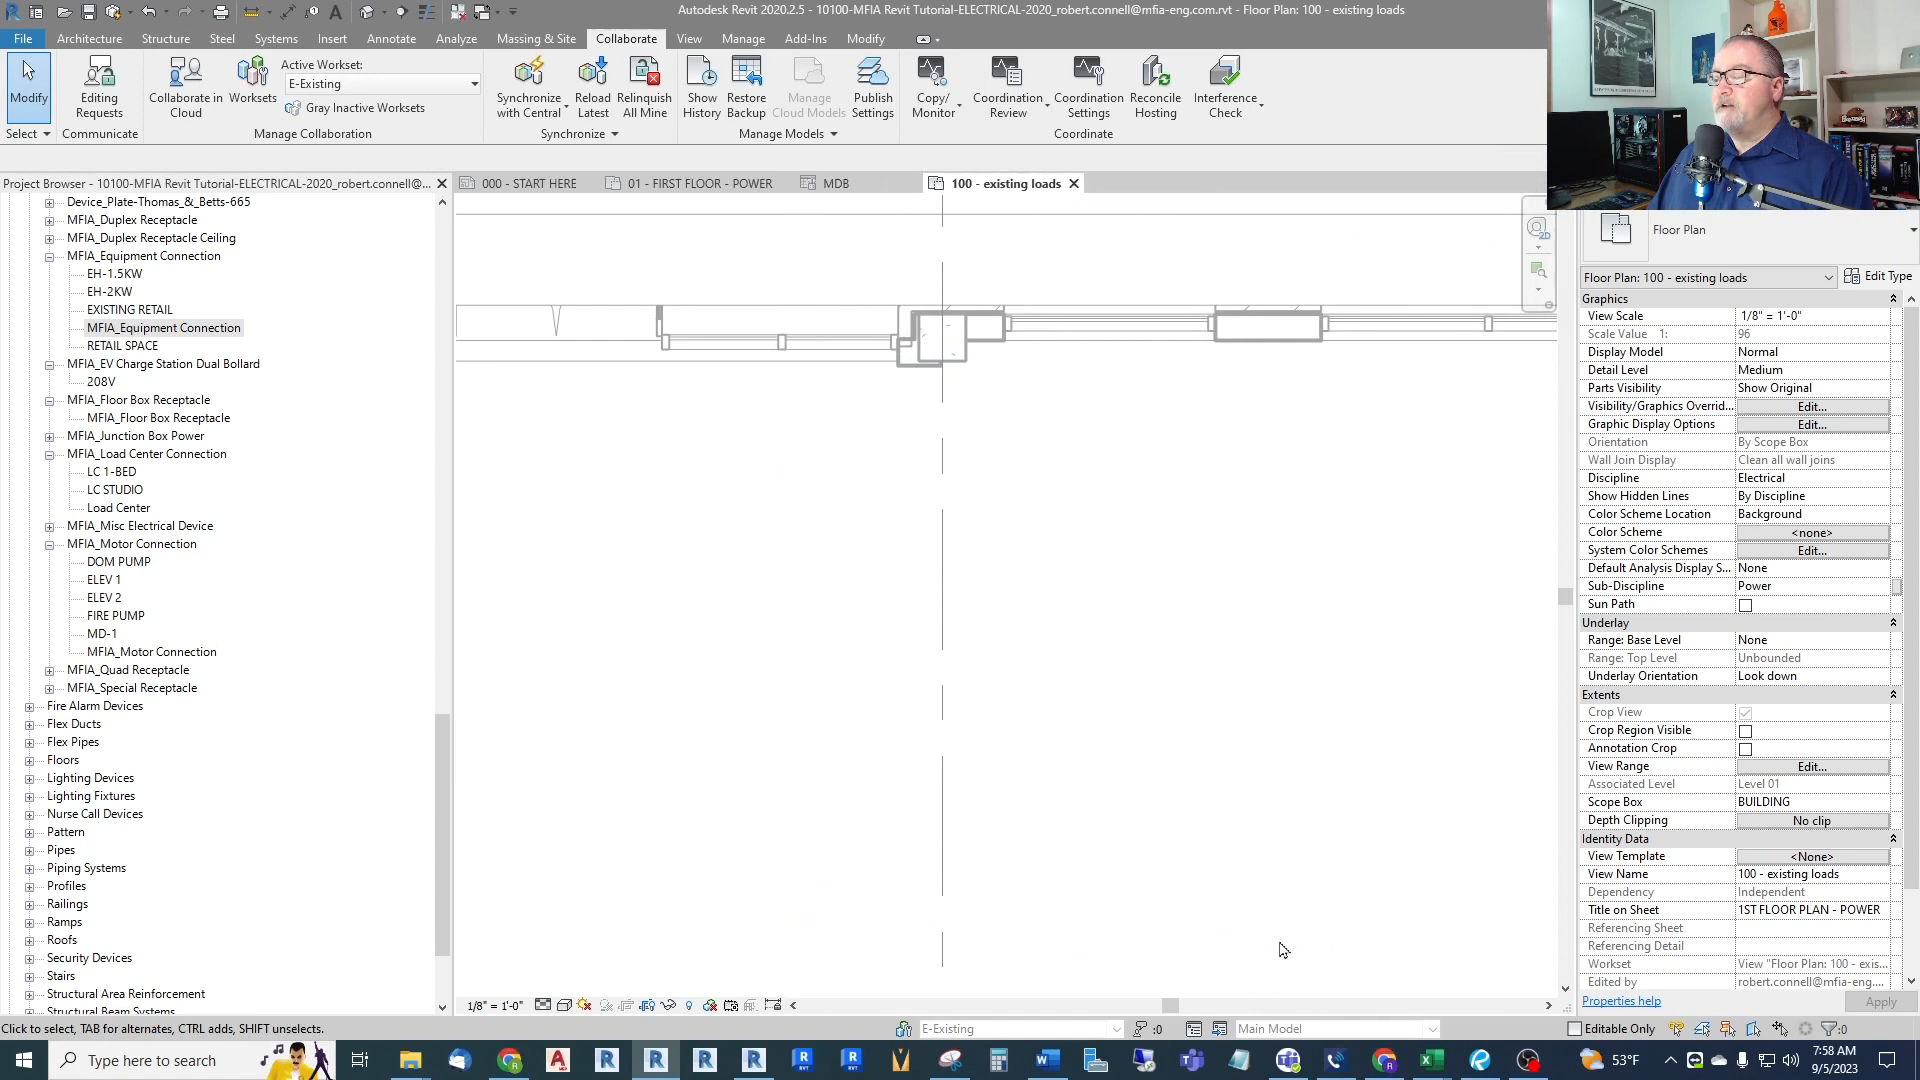 Autodesk Revit 2020.2.5 - 10100-MFIA Revit Tutorial-ELECTRICAL-2020_robert.connell@mfia-eng.com.rvt - Floor Plan: 100 - existing loads
File Architecture Structure Steel Systems Insert Annotate Analyze Massing & Site Collaborate View Manage Add-Ins Modify
Modify
Select
Editing
Requests
Communicate
Collaborate in
Cloud
Worksets
Active Workset:
E-Existing
Gray Inactive Worksets
Manage Collaboration
Synchronize
with Central
Reload
Latest
Relinquish
All Mine
Synchronize
Show
History
Restore
Backup
Manage
Cloud Models
Publish
Settings
Manage Models
Copy/
Monitor
Coordination
Review
Coordination
Settings
Reconcile
Hosting
Interference
Check
Coordinate
Project Browser - 10100-MFIA Revit Tutorial-ELECTRICAL-2020_robert.connell@...
000 - START HERE
01 - FIRST FLOOR - POWER
MDB
100 - existing loads
Device_Plate-Thomas_&_Betts-665
MFIA_Duplex Receptacle
MFIA_Duplex Receptacle Ceiling
MFIA_Equipment Connection
EH-1.5KW
EH-2KW
EXISTING RETAIL
MFIA_Equipment Connection
RETAIL SPACE
MFIA_EV Charge Station Dual Bollard
208V
MFIA_Floor Box Receptacle
MFIA_Floor Box Receptacle
MFIA_Junction Box Power
MFIA_Load Center Connection
LC 1-BED
LC STUDIO
Load Center
MFIA_Misc Electrical Device
MFIA_Motor Connection
DOM PUMP
ELEV 1
ELEV 2
FIRE PUMP
MD-1
MFIA_Motor Connection
MFIA_Quad Receptacle
MFIA_Special Receptacle
Fire Alarm Devices
Flex Ducts
Flex Pipes
Floors
Lighting Devices
Lighting Fixtures
Nurse Call Devices
Pattern
Pipes
Piping Systems
Profiles
Railings
Ramps
Roofs
Security Devices
Stairs
Structural Area Reinforcement
Structural Beam Systems
2D
Floor Plan
Floor Plan: 100 - existing loads Edit Type
Graphics
View Scale 1/8" = 1'-0"
Scale Value 1: 96
Display Model Normal
Detail Level Medium
Parts Visibility Show Original
Visibility/Graphics Overrid... Edit...
Graphic Display Options Edit...
Orientation By Scope Box
Wall Join Display Clean all wall joins
Discipline Electrical
Show Hidden Lines By Discipline
Color Scheme Location Background
Color Scheme <none>
System Color Schemes Edit...
Default Analysis Display S... None
Sub-Discipline Power
Sun Path
Underlay
Range: Base Level None
Range: Top Level Unbounded
Underlay Orientation Look down
Extents
Crop View
Crop Region Visible
Annotation Crop
View Range Edit...
Associated Level Level 01
Scope Box BUILDING
Depth Clipping No clip
Identity Data
View Template <None>
View Name 100 - existing loads
Dependency Independent
Title on Sheet 1ST FLOOR PLAN - POWER
Referencing Sheet
Referencing Detail
Workset View "Floor Plan: 100 - exis...
Edited by robert.connell@mfia-eng....
Properties help Apply
1/8" = 1'-0"
Click to select, TAB for alternates, CTRL adds, SHIFT unselects.
E-Existing :0 Main Model Editable Only :0
Type here to search
53°F
7:58 AM
9/5/2023